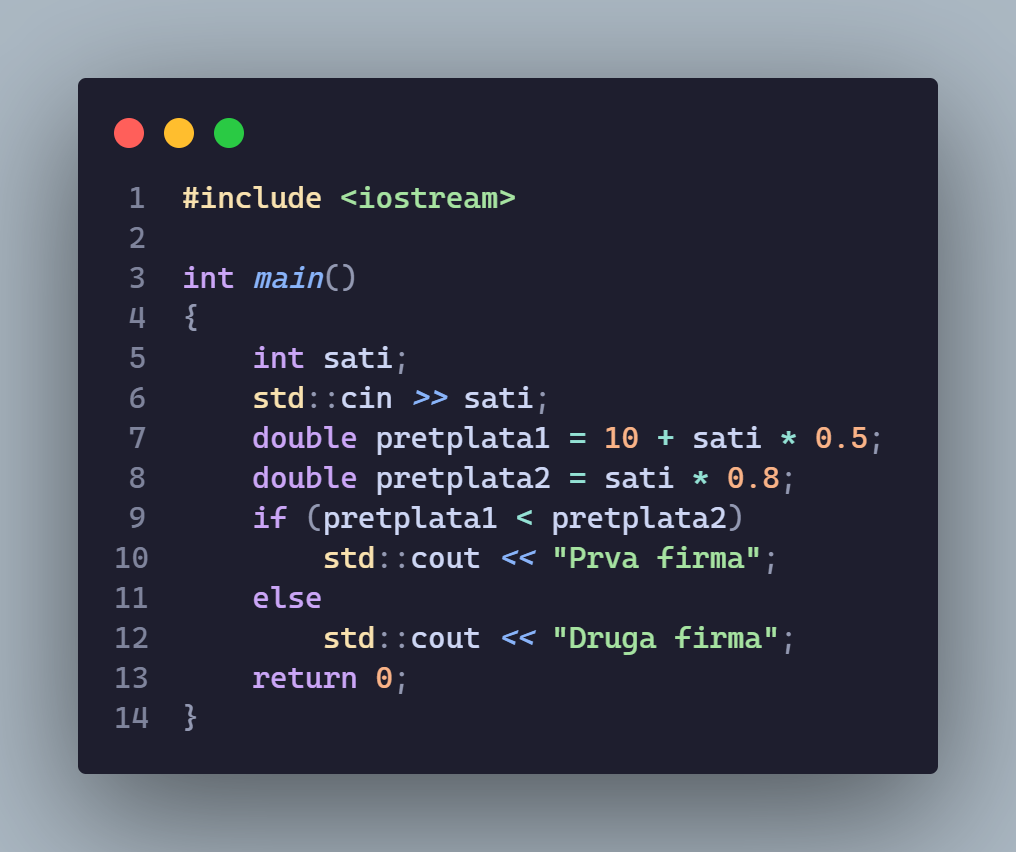 1 #include <iostream>
2
3 int main()
4 {
5     int sati;
6     std::cin >> sati;
7     double pretplata1 = 10 + sati * 0.5;
8     double pretplata2 = sati * 0.8;
9     if (pretplata1 < pretplata2)
10         std::cout << "Prva firma";
11     else
12         std::cout << "Druga firma";
13     return 0;
14 }